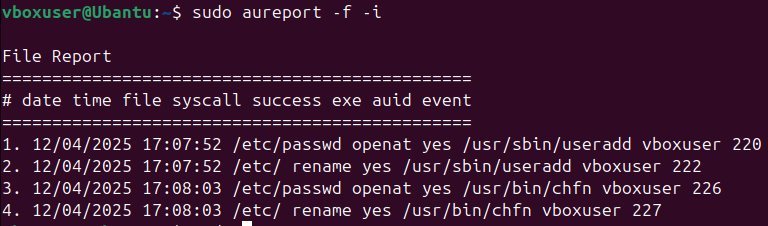 vboxuser@Ubantu:~$ sudo aureport -f -i
File Report
===============================================
# date time file syscall success exe auid event
===============================================
1. 12/04/2025 17:07:52 /etc/passwd openat yes /usr/sbin/useradd vboxuser 220
2. 12/04/2025 17:07:52 /etc/ rename yes /usr/sbin/useradd vboxuser 222
3. 12/04/2025 17:08:03 /etc/passwd openat yes /usr/bin/chfn vboxuser 226
4. 12/04/2025 17:08:03 /etc/ rename yes /usr/bin/chfn vboxuser 227